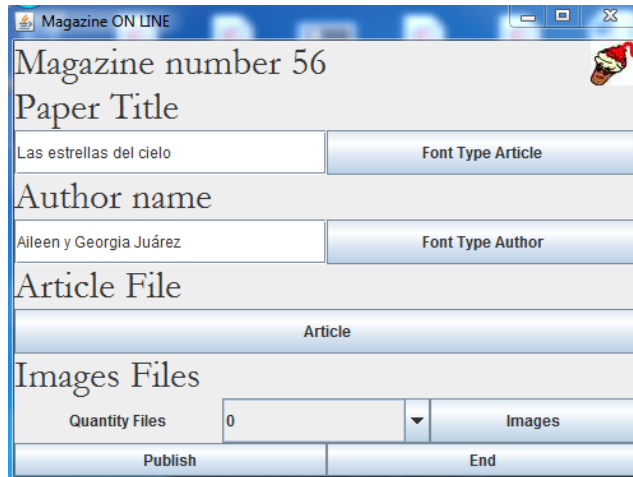 Magazine ON LINE
Magazine number 56
Paper Title
Las estrellas del cielo Font Type Article
Author name
Aileen y Georgia Juárez Font Type Author
Article File
Article
Images Files
Quantity Files 0 Images
Publish End